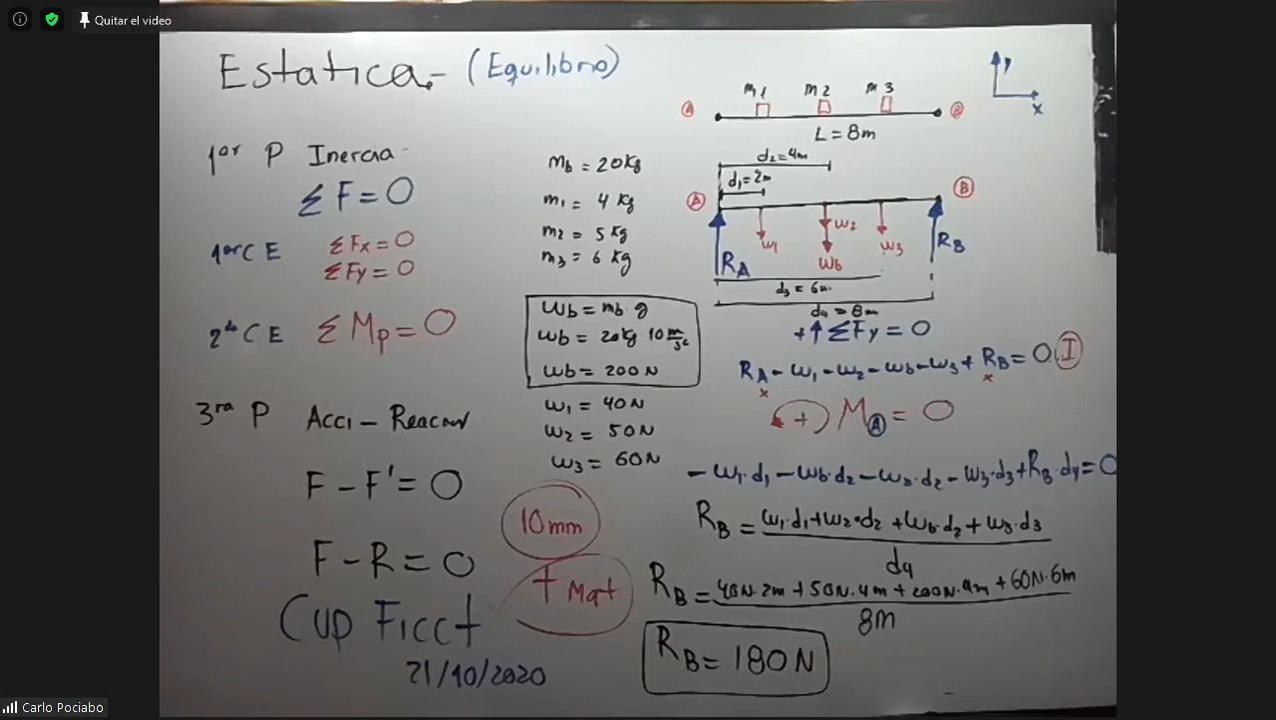 Quitar el video
Estatica.- (Equilibrio)
1er P Inercia
ΣF = 0
1er C E ΣFx = 0
ΣFy = 0
2da C E ΣMp = 0
3ra P Acci - Reaccion
F - F' = 0
F - R = 0
Cup Ficct
21/10/2020
mb = 20 Kg
m1 = 4 Kg
m2 = 5 Kg
m3 = 6 Kg
Wb = mb g
Wb = 20Kg 10 m/s²
Wb = 200 N
W1 = 40N
W2 = 50N
W3 = 60N
10mm
+ Mat
m1 m2 m3
A B
L = 8m
y
x
d2 = 4m
d1 = 2m
A B
W1 W2 W3
RA Wb RB
d3 = 6m
d4 = 8m
+↑ ΣFy = 0
RA - W1 - W2 - Wb - W3 + RB = 0 I
x x
(+) MA = 0
- W1·d1 - Wb·d2 - W2·d2 - W3·d3 + RB·d4 = 0
RB = W1·d1 + W2·d2 + Wb·d2 + W3·d3
d4
RB = 40N·2m + 50N·4m + 200N·4m + 60N·6m
8m
RB = 180N
Carlo Pociabo